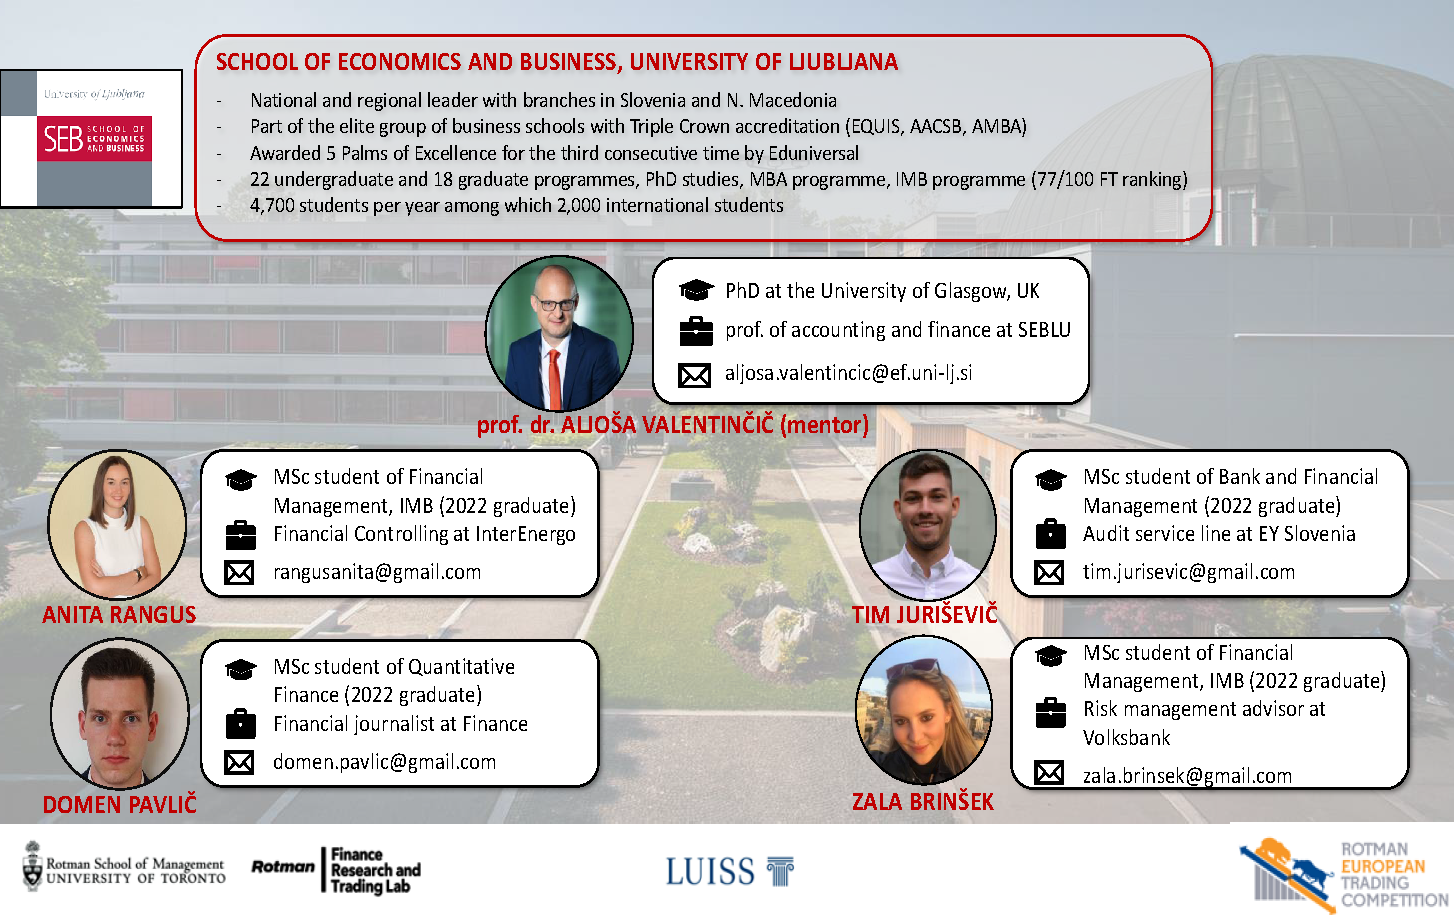 University of Ljubljana
SEB SCHOOL OF
ECONOMICS
AND BUSINESS
SCHOOL OF ECONOMICS AND BUSINESS, UNIVERSITY OF LJUBLJANA
- National and regional leader with branches in Slovenia and N. Macedonia
- Part of the elite group of business schools with Triple Crown accreditation (EQUIS, AACSB, AMBA)
- Awarded 5 Palms of Excellence for the third consecutive time by Eduniversal
- 22 undergraduate and 18 graduate programmes, PhD studies, MBA programme, IMB programme (77/100 FT ranking)
- 4,700 students per year among which 2,000 international students
PhD at the University of Glasgow, UK
prof. of accounting and finance at SEBLU
aljosa.valentincic@ef.uni-lj.si
prof. dr. ALJOŠA VALENTINČIČ (mentor)
MSc student of Financial
Management, IMB (2022 graduate)
Financial Controlling at InterEnergo
rangusanita@gmail.com
ANITA RANGUS
MSc student of Bank and Financial
Management (2022 graduate)
Audit service line at EY Slovenia
tim.jurisevic@gmail.com
TIM JURIŠEVIČ
MSc student of Quantitative
Finance (2022 graduate)
Financial journalist at Finance
domen.pavlic@gmail.com
DOMEN PAVLIČ
MSc student of Financial
Management, IMB (2022 graduate)
Risk management advisor at
Volksbank
zala.brinsek@gmail.com
ZALA BRINŠEK
Rotman School of Management
UNIVERSITY OF TORONTO
Rotman
Finance
Research and
Trading Lab
LUISS
ROTMAN
EUROPEAN
TRADING
COMPETITION